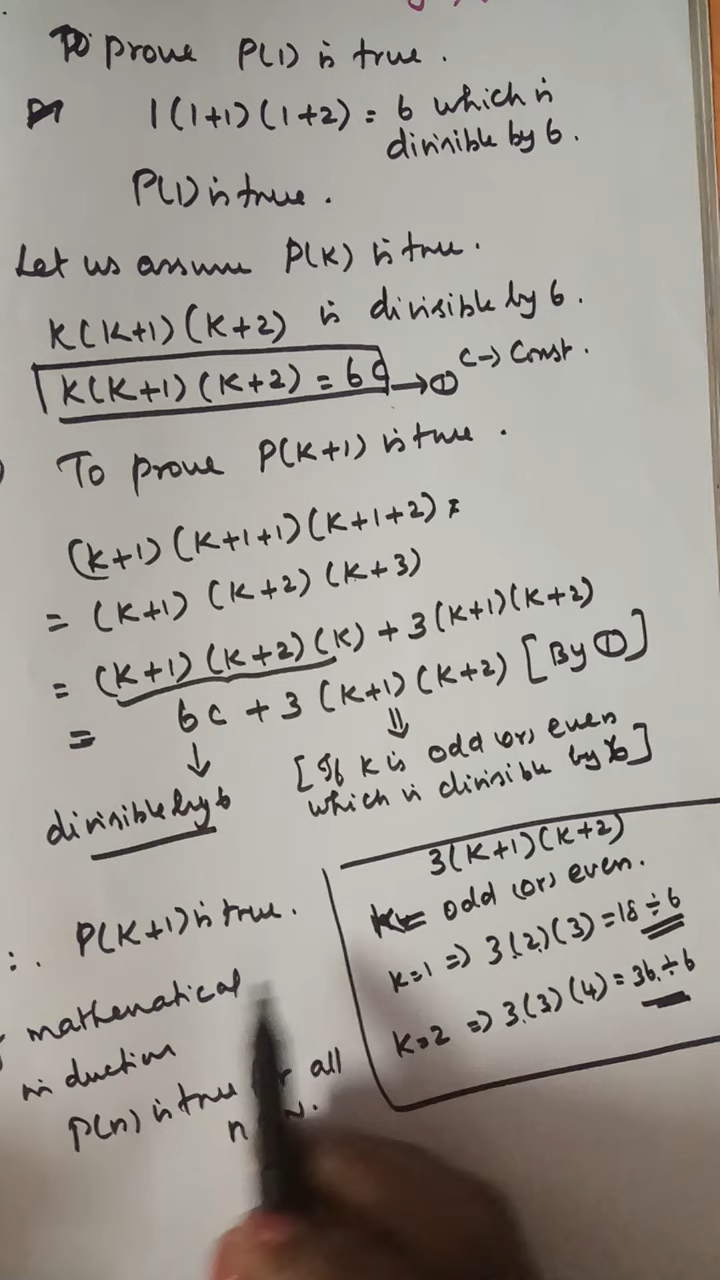 To prove P(1) is true.
1(1+1)(1+2) = 6 which is
divisible by 6.
P(1) is true.
Let us assume P(K) is true.
K(K+1)(K+2) is divisible by 6.
K(K+1)(K+2) = 6C → ① C → Const.
To prove P(K+1) is true.
(K+1)(K+1+1)(K+1+2) =
= (K+1)(K+2)(K+3)
= (K+1)(K+2)(K) + 3(K+1)(K+2)
= 6C + 3(K+1)(K+2) [By ①]
↓ ⇓
divisible by 6 [If K is odd (or) even
which is divisible by 6]
3(K+1)(K+2)
K= odd (or) even.
K=1 ⇒ 3.(2)(3) = 18 ÷ 6
K=2 ⇒ 3.(3)(4) = 36 ÷ 6
∴ P(K+1) is true.
mathematical
induction
P(n) is true all
n